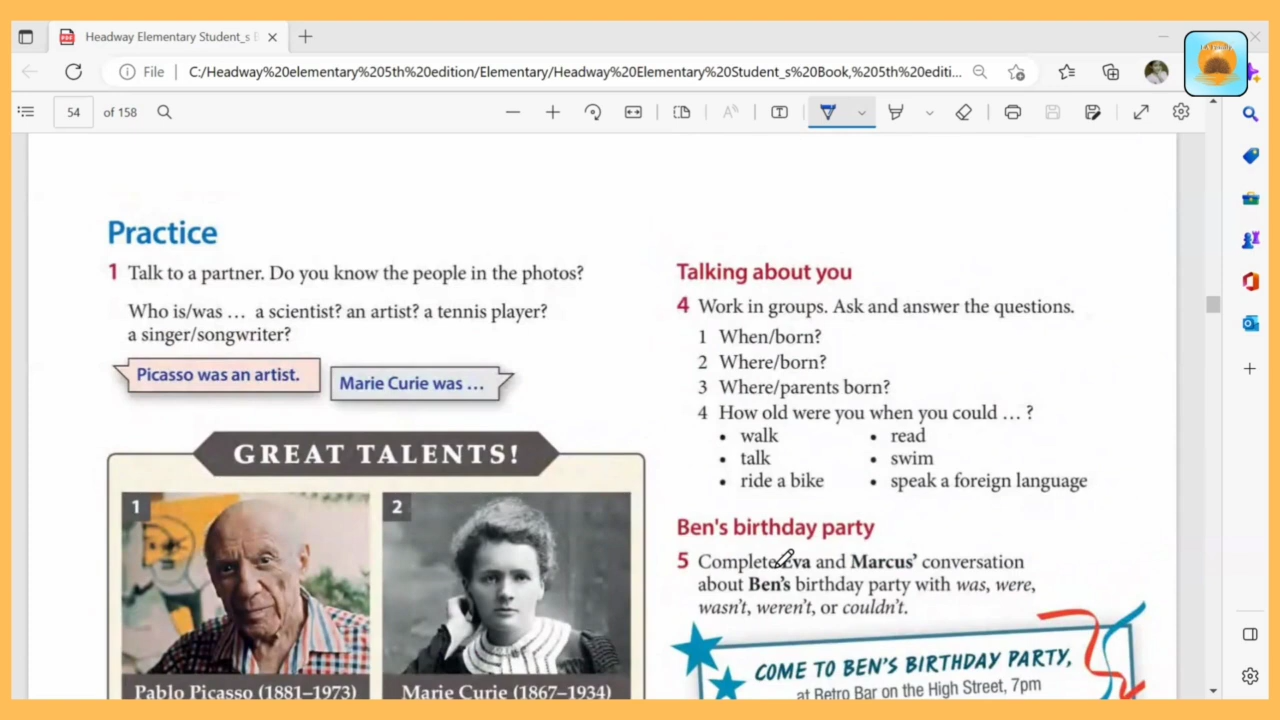 Headway Elementary Student_s
File
C:/Headway%20elementary%205th%20edition/Elementary/Headway%20Elementary%20Student_s%20Book,%205th%20editi...
54 of 158
Practice
1 Talk to a partner. Do you know the people in the photos?
Who is/was … a scientist? an artist? a tennis player?
a singer/songwriter?
Picasso was an artist.
Marie Curie was …
GREAT TALENTS!
1
2
Pablo Picasso (1881–1973)
Marie Curie (1867–1934)
Talking about you
4 Work in groups. Ask and answer the questions.
1 When/born?
2 Where/born?
3 Where/parents born?
4 How old were you when you could … ?
• walk
• read
• talk
• swim
• ride a bike
• speak a foreign language
Ben's birthday party
5 Complete Eva and Marcus’ conversation
about Ben’s birthday party with was, were,
wasn’t, weren’t, or couldn’t.
COME TO BEN'S BIRTHDAY PARTY,
at Retro Bar on the High Street, 7pm